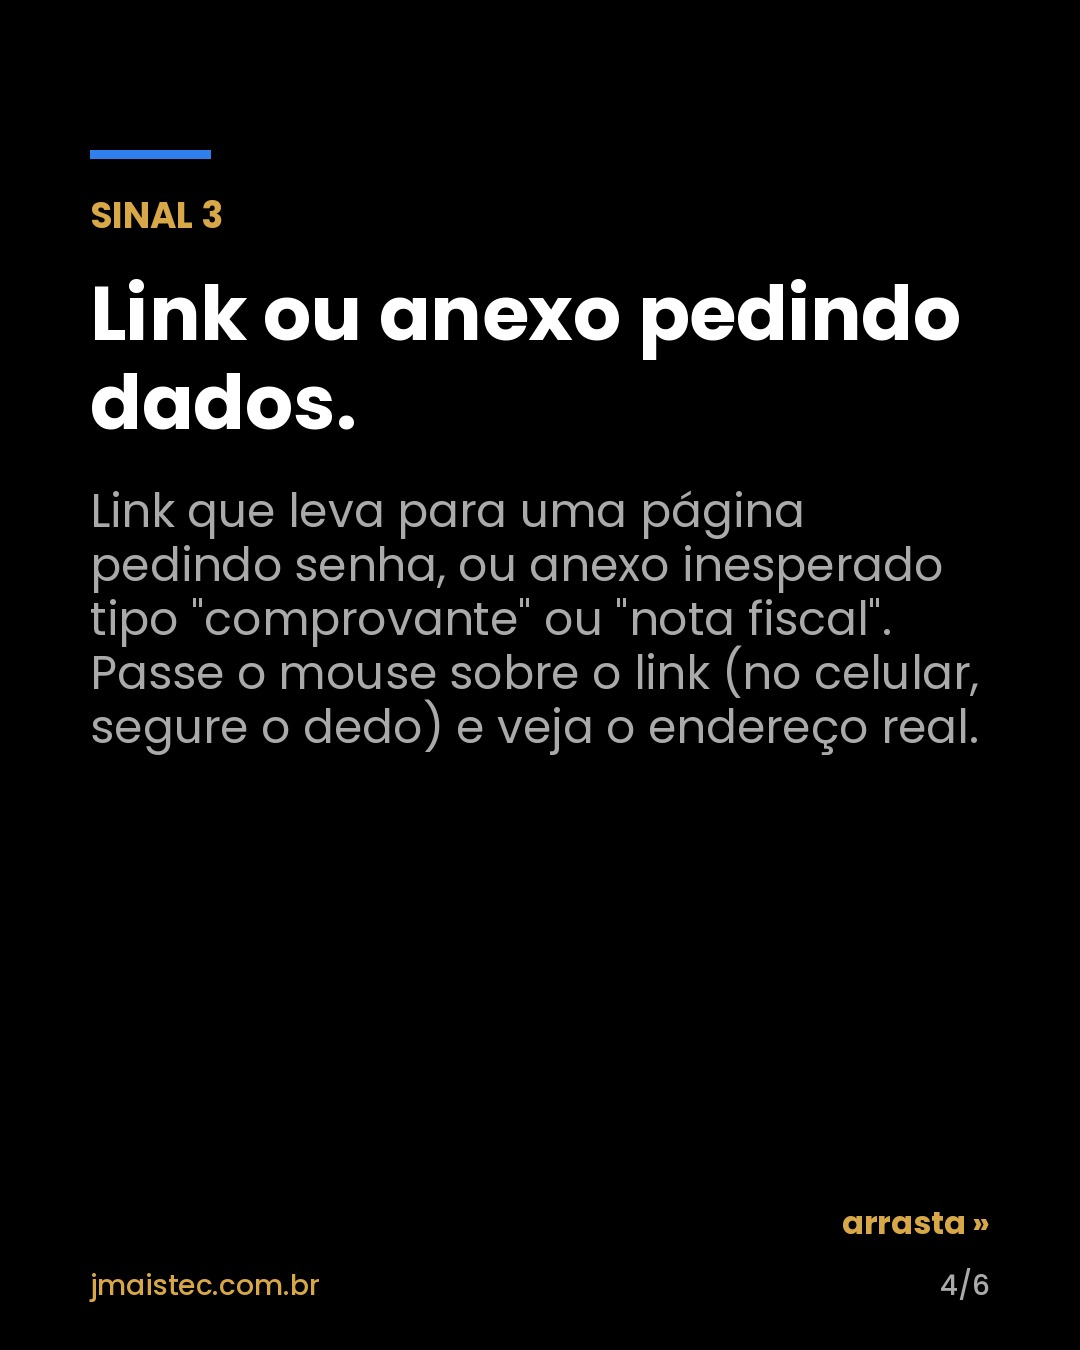 SINAL 3
Link ou anexo pedindo
dados.
Link que leva para uma página
pedindo senha, ou anexo inesperado
tipo "comprovante" ou "nota fiscal".
Passe o mouse sobre o link (no celular,
segure o dedo) e veja o endereço real.
arrasta »
jmaistec.com.br
4/6